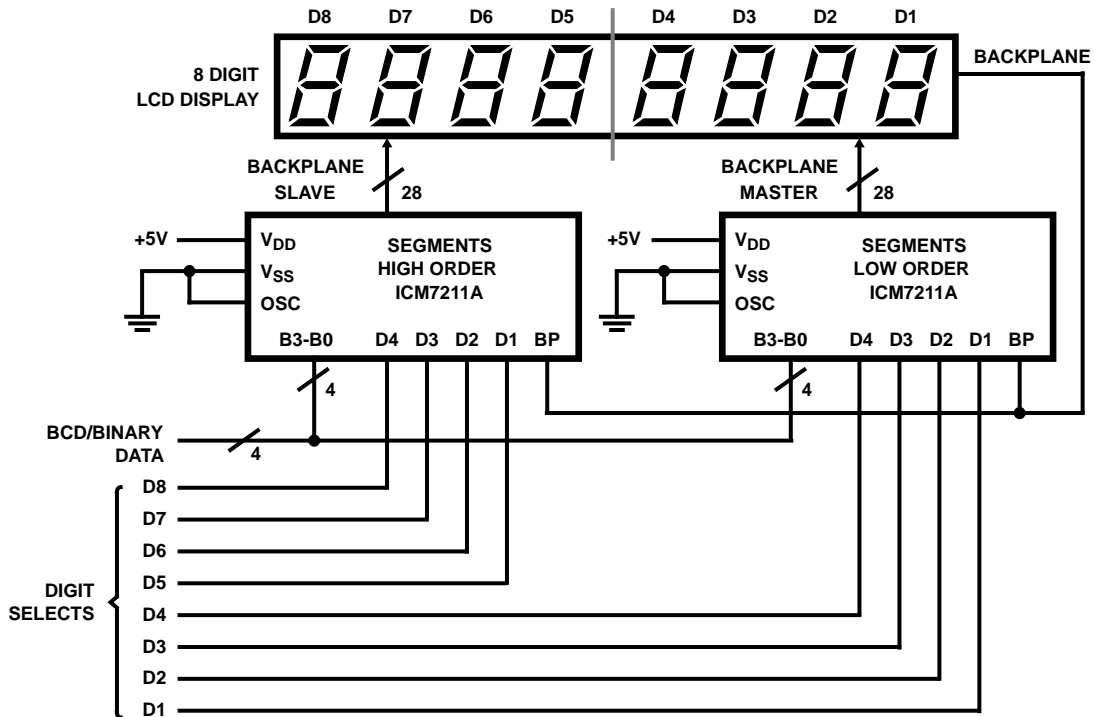 D8 D7 D6 D5 D4 D3 D2 D1
BACKPLANE
8 DIGIT
LCD DISPLAY
BACKPLANE
SLAVE
28
BACKPLANE
MASTER
28
+5V
VDD
VSS
OSC
SEGMENTS
HIGH ORDER
ICM7211A
B3-B0 D4 D3 D2 D1 BP
4
+5V
VDD
VSS
OSC
SEGMENTS
LOW ORDER
ICM7211A
B3-B0 D4 D3 D2 D1 BP
4
BCD/BINARY
DATA
4
DIGIT
SELECTS
D8
D7
D6
D5
D4
D3
D2
D1